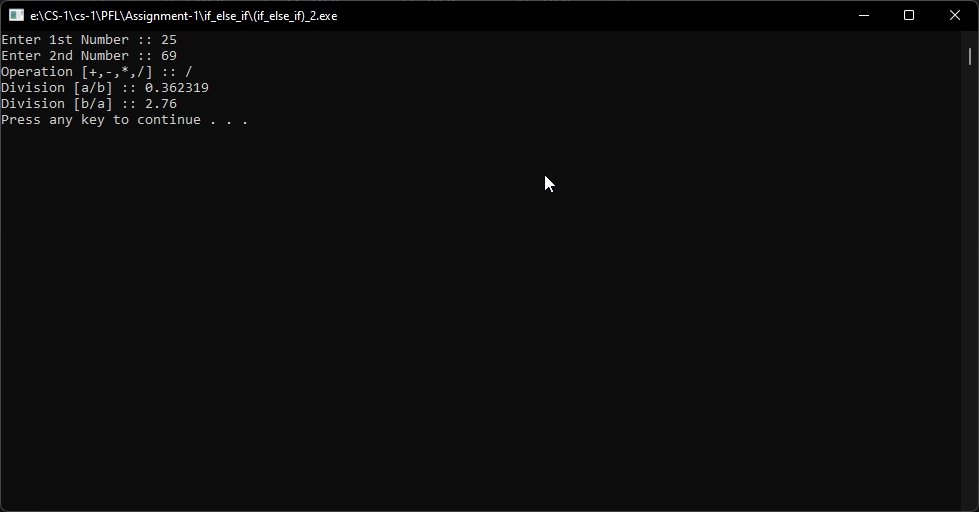 e:\CS-1\cs-1\PFL\Assignment-1\if_else_if\(if_else_if)_2.exe
Enter 1st Number :: 25
Enter 2nd Number :: 69
Operation [+,-,*,/] :: /
Division [a/b] :: 0.362319
Division [b/a] :: 2.76
Press any key to continue . . .